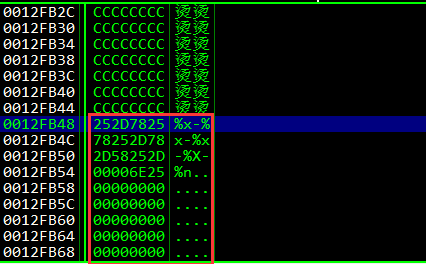 0012FB2C CCCCCCCC 烫烫
0012FB30 CCCCCCCC 烫烫
0012FB34 CCCCCCCC 烫烫
0012FB38 CCCCCCCC 烫烫
0012FB3C CCCCCCCC 烫烫
0012FB40 CCCCCCCC 烫烫
0012FB44 CCCCCCCC 烫烫
0012FB48 252D7825 %x-%
0012FB4C 78252D78 x-%x
0012FB50 2D58252D -%X-
0012FB54 00006E25 %n..
0012FB58 00000000 ....
0012FB5C 00000000 ....
0012FB60 00000000 ....
0012FB64 00000000 ....
0012FB68 00000000 ....